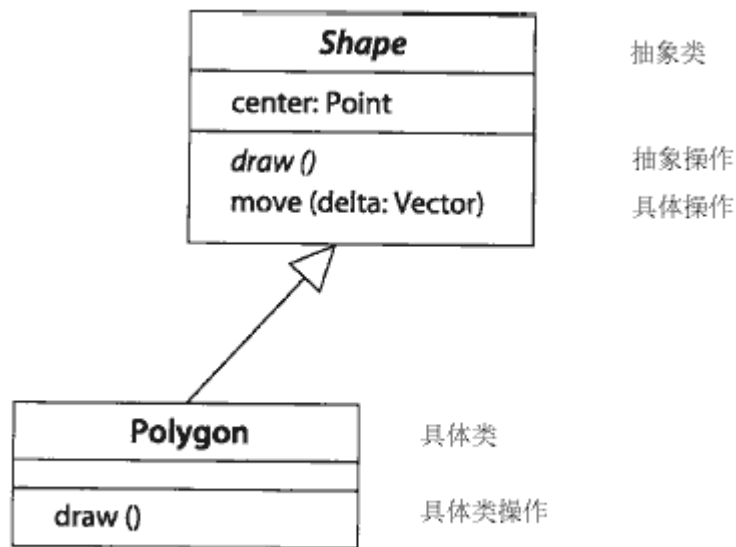 Shape
抽象类
center: Point
draw ()
抽象操作
move (delta: Vector)
具体操作
Polygon
具体类
draw ()
具体类操作